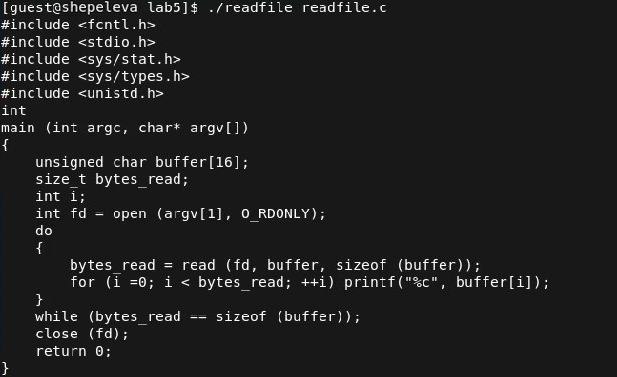 [guest@shepeleva lab5]$ ./readfile readfile.c
#include <fcntl.h>
#include <stdio.h>
#include <sys/stat.h>
#include <sys/types.h>
#include <unistd.h>
int
main (int argc, char* argv[])
{
    unsigned char buffer[16];
    size_t bytes_read;
    int i;
    int fd = open (argv[1], O_RDONLY);
    do
    {
        bytes_read = read (fd, buffer, sizeof (buffer));
        for (i =0; i < bytes_read; ++i) printf("%c", buffer[i]);
    }
    while (bytes_read == sizeof (buffer));
    close (fd);
    return 0;
}